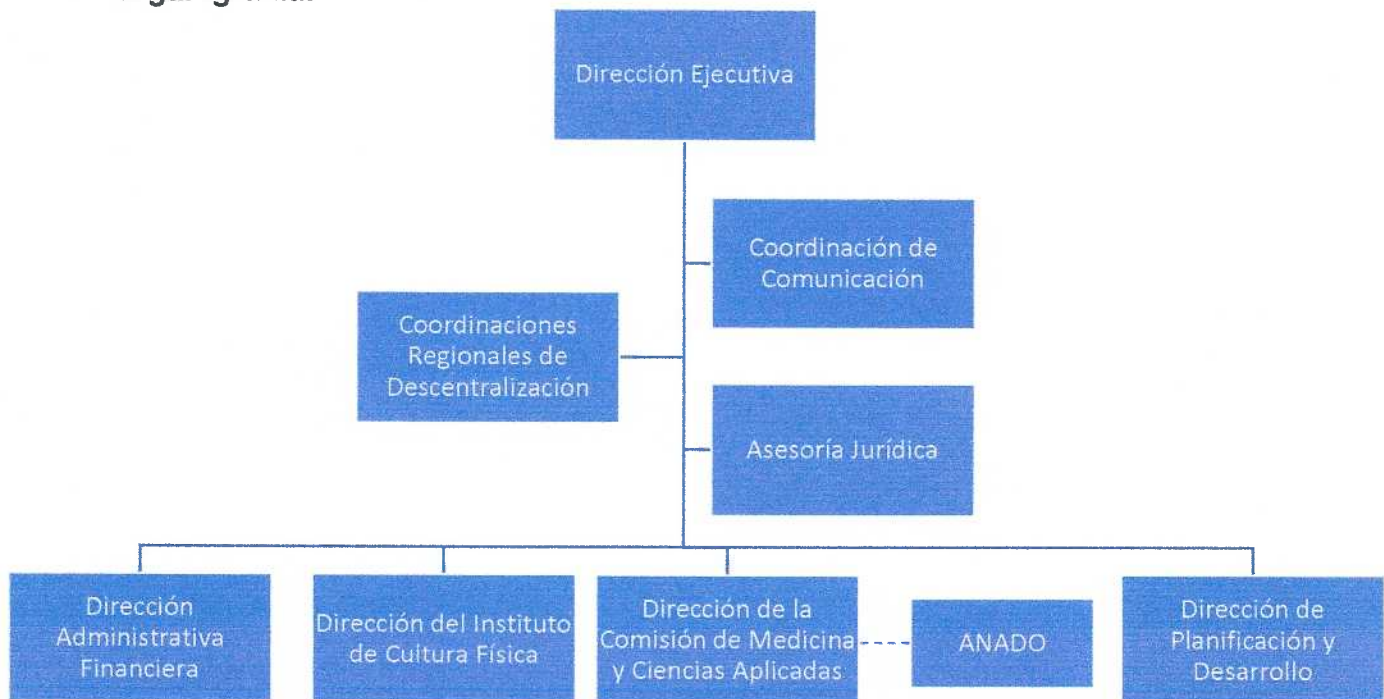 Dirección Ejecutiva
Coordinación de
Comunicación
Coordinaciones
Regionales de
Descentralización
Asesoría Jurídica
Dirección
Administrativa
Financiera
Dirección del Instituto
de Cultura Física
Dirección de la
Comisión de Medicina
y Ciencias Aplicadas
ANADO
Dirección de
Planificación y
Desarrollo